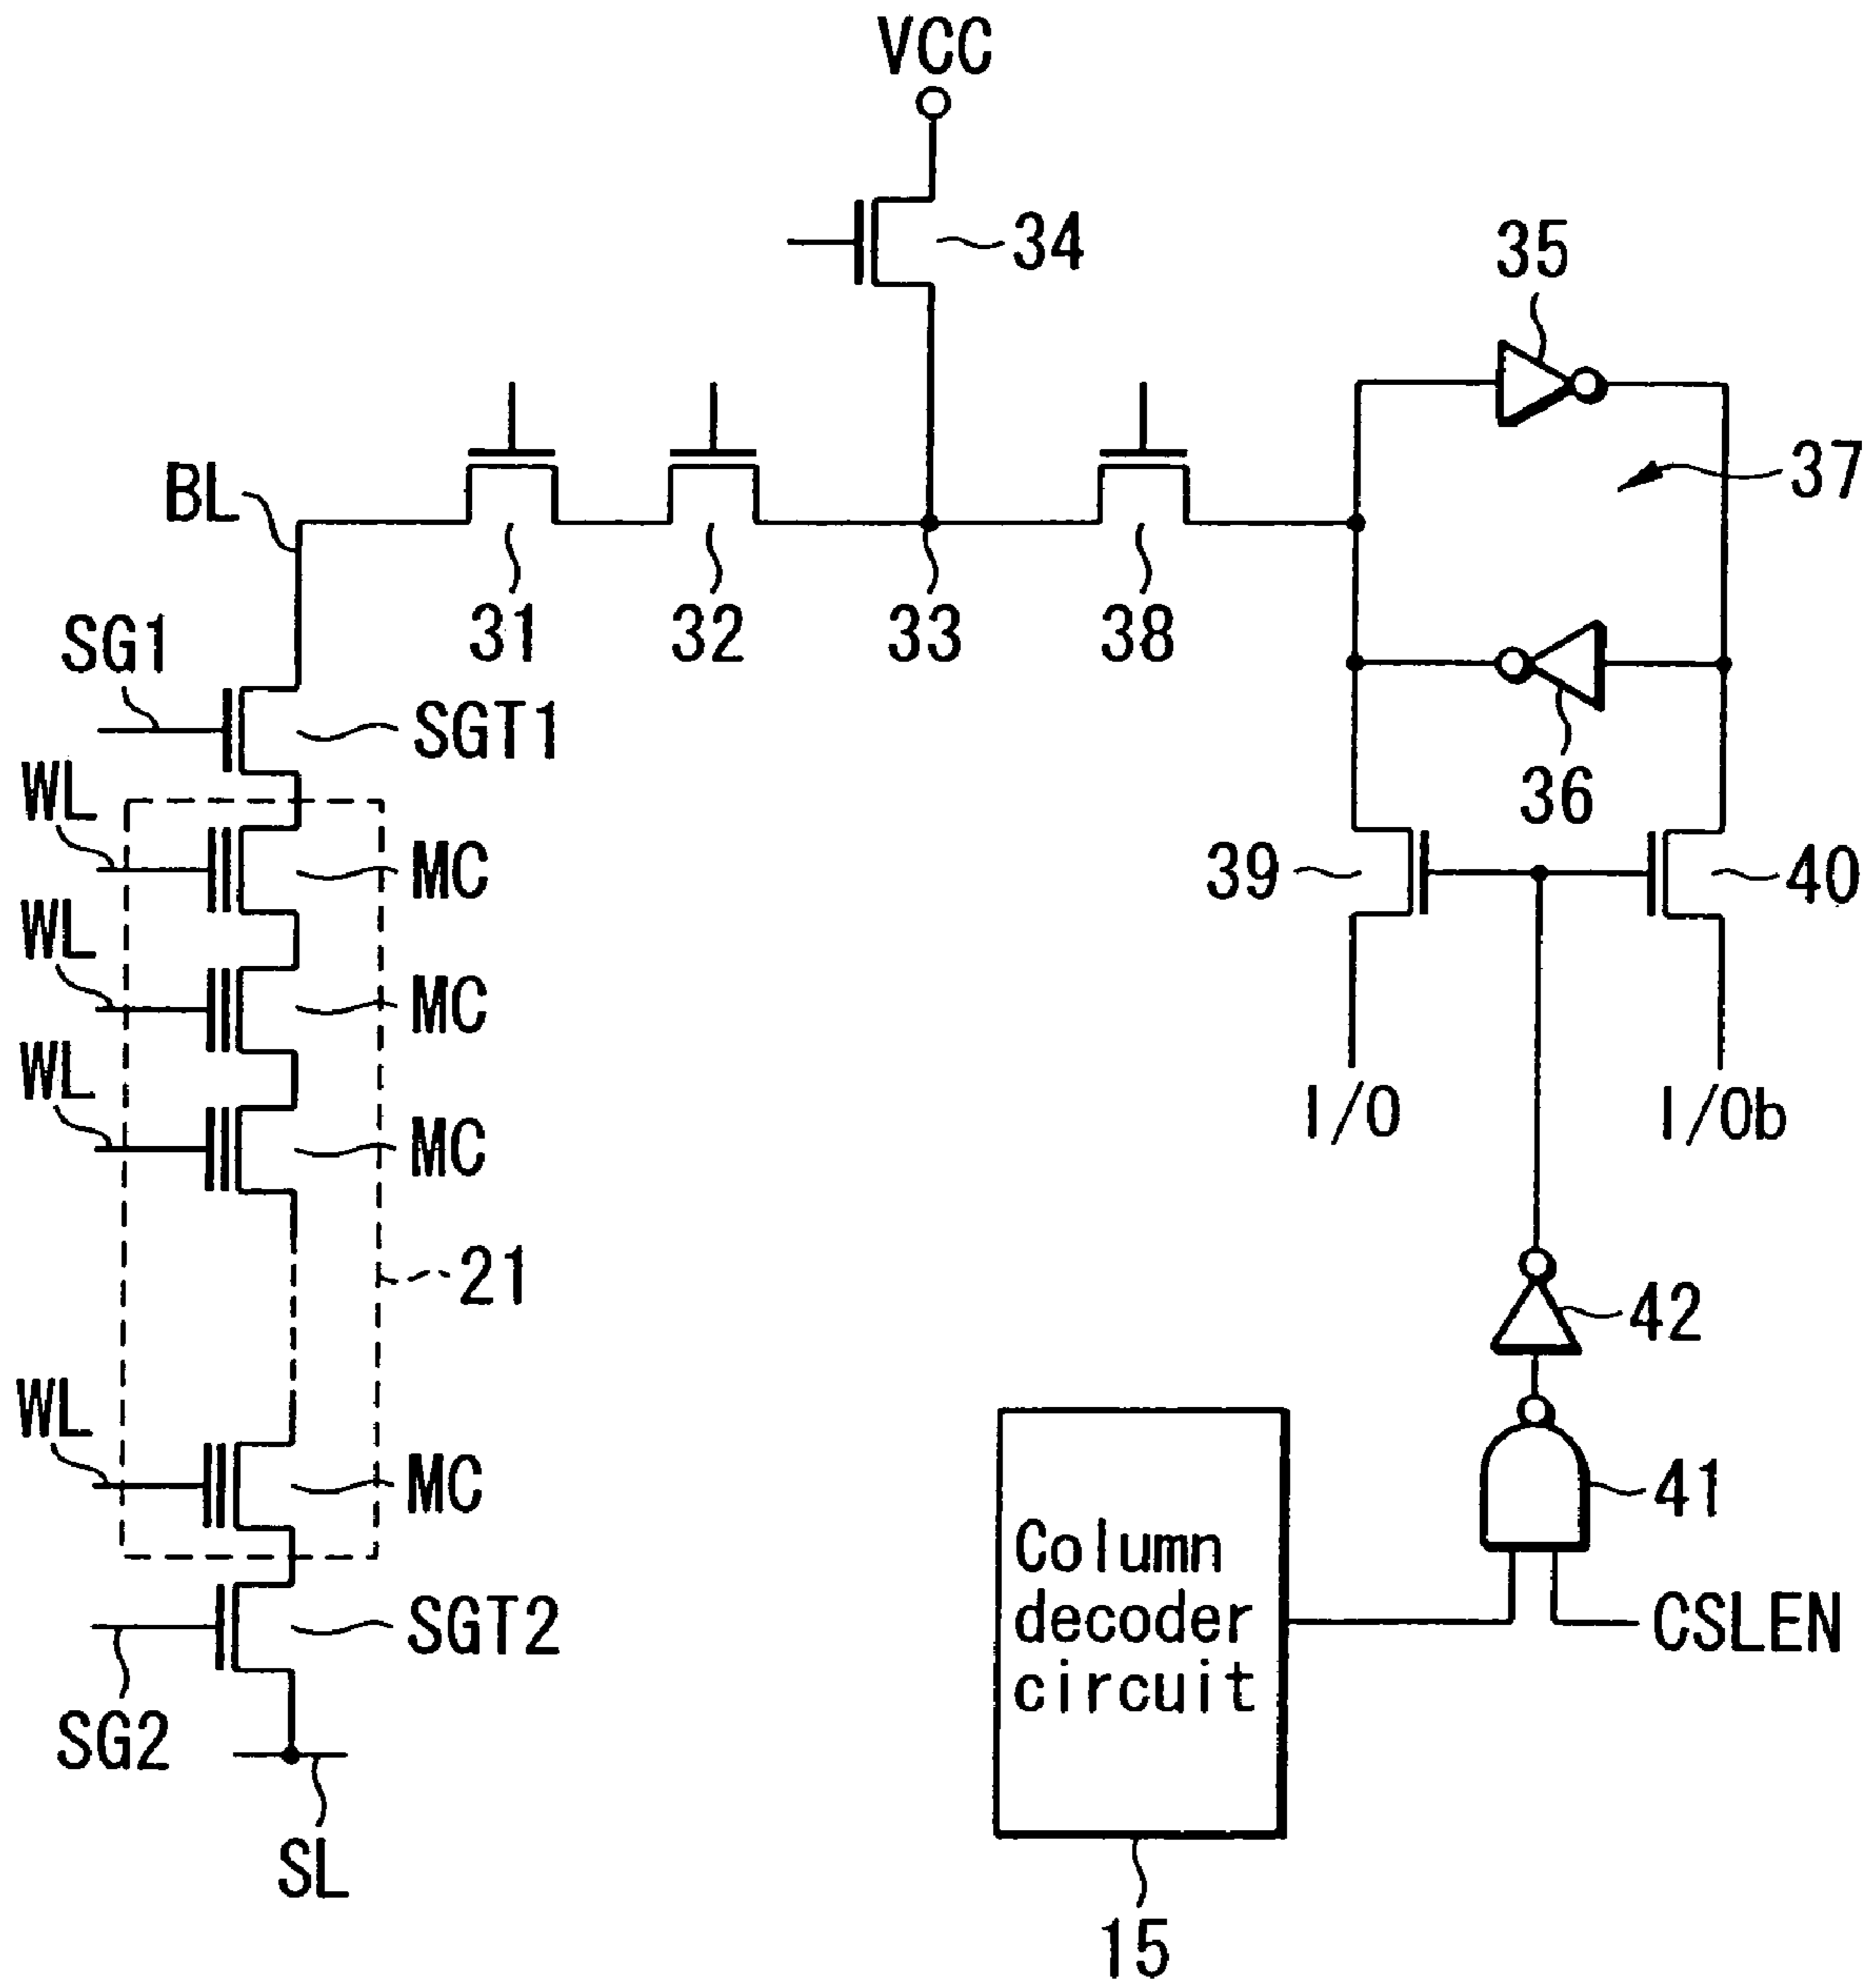 VCC
34
35
37
BL
31
32
33
38
SG1
SGT1
36
WL
MC
39
40
WL
MC
WL
MC
I/O
I/Ob
21
42
WL
MC
41
Column
decoder
circuit
CSLEN
SGT2
SG2
SL
15